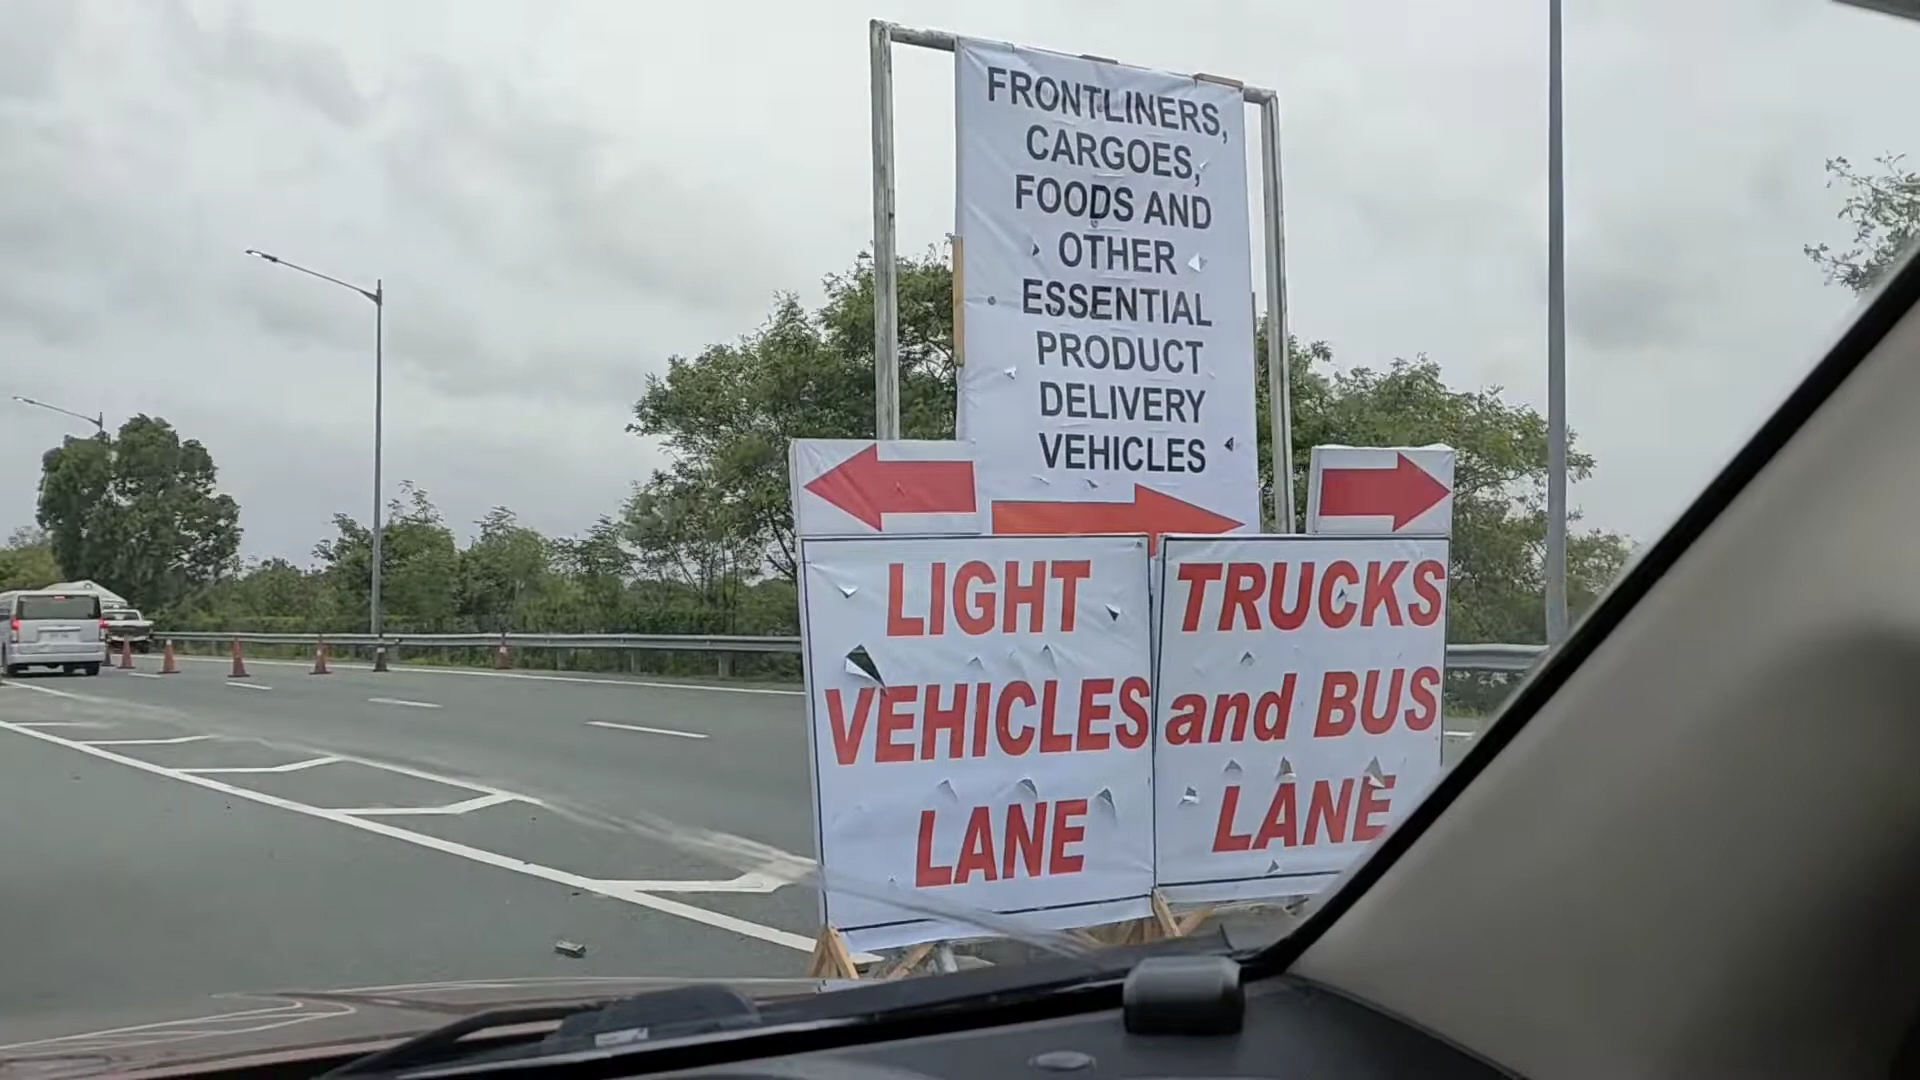 FRONTLINERS,
CARGOES,
FOODS AND
OTHER
ESSENTIAL
PRODUCT
DELIVERY
VEHICLES
LIGHT
VEHICLES
LANE
TRUCKS
and BUS
LANE